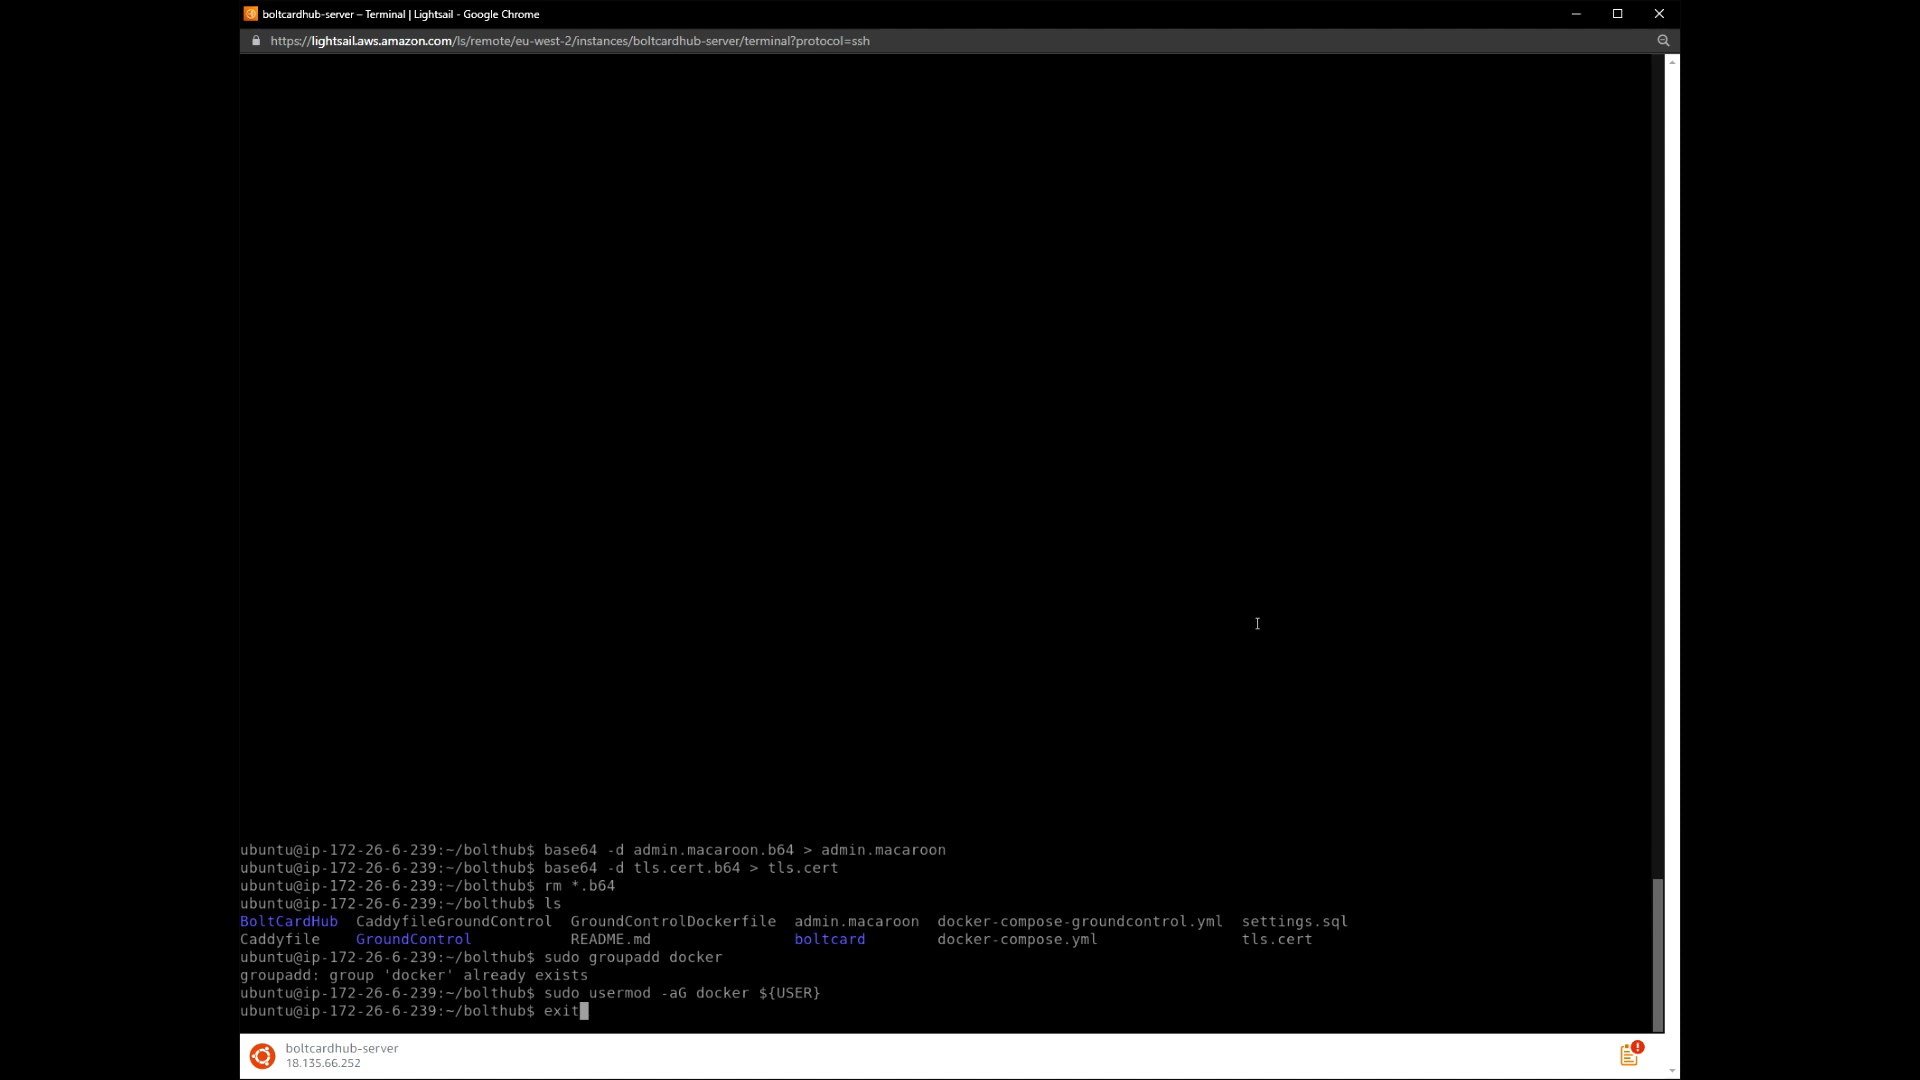 boltcardhub-server – Terminal | Lightsail - Google Chrome
https://lightsail.aws.amazon.com/ls/remote/eu-west-2/instances/boltcardhub-server/terminal?protocol=ssh
ubuntu@ip-172-26-6-239:~/bolthub$ base64 -d admin.macaroon.b64 > admin.macaroon
ubuntu@ip-172-26-6-239:~/bolthub$ base64 -d tls.cert.b64 > tls.cert
ubuntu@ip-172-26-6-239:~/bolthub$ rm *.b64
ubuntu@ip-172-26-6-239:~/bolthub$ ls
BoltCardHub  CaddyfileGroundControl  GroundControlDockerfile  admin.macaroon  docker-compose-groundcontrol.yml  settings.sql
Caddyfile    GroundControl           README.md                boltcard        docker-compose.yml                tls.cert
ubuntu@ip-172-26-6-239:~/bolthub$ sudo groupadd docker
groupadd: group 'docker' already exists
ubuntu@ip-172-26-6-239:~/bolthub$ sudo usermod -aG docker ${USER}
ubuntu@ip-172-26-6-239:~/bolthub$ exit
boltcardhub-server
18.135.66.252